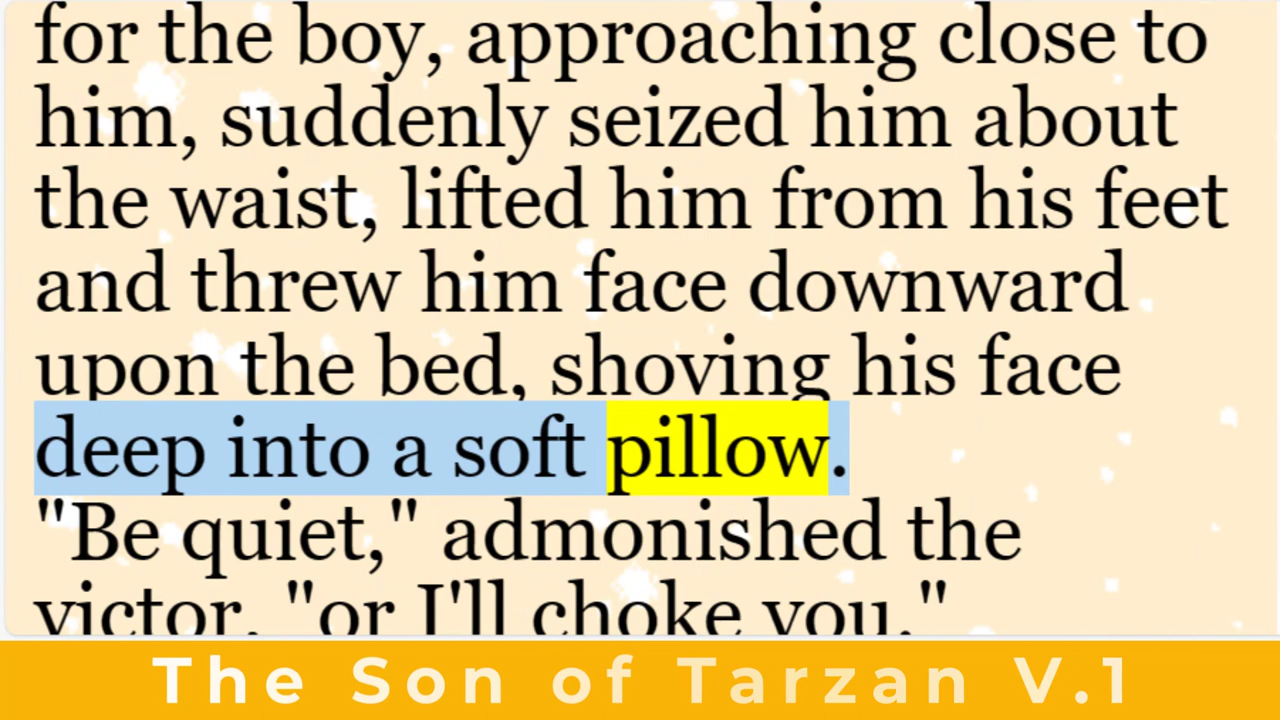 for the boy, approaching close to
him, suddenly seized him about
the waist, lifted him from his feet
and threw him face downward
upon the bed, shoving his face
deep into a soft pillow.
"Be quiet," admonished the
victor, "or I'll choke you."
The Son of Tarzan V.1